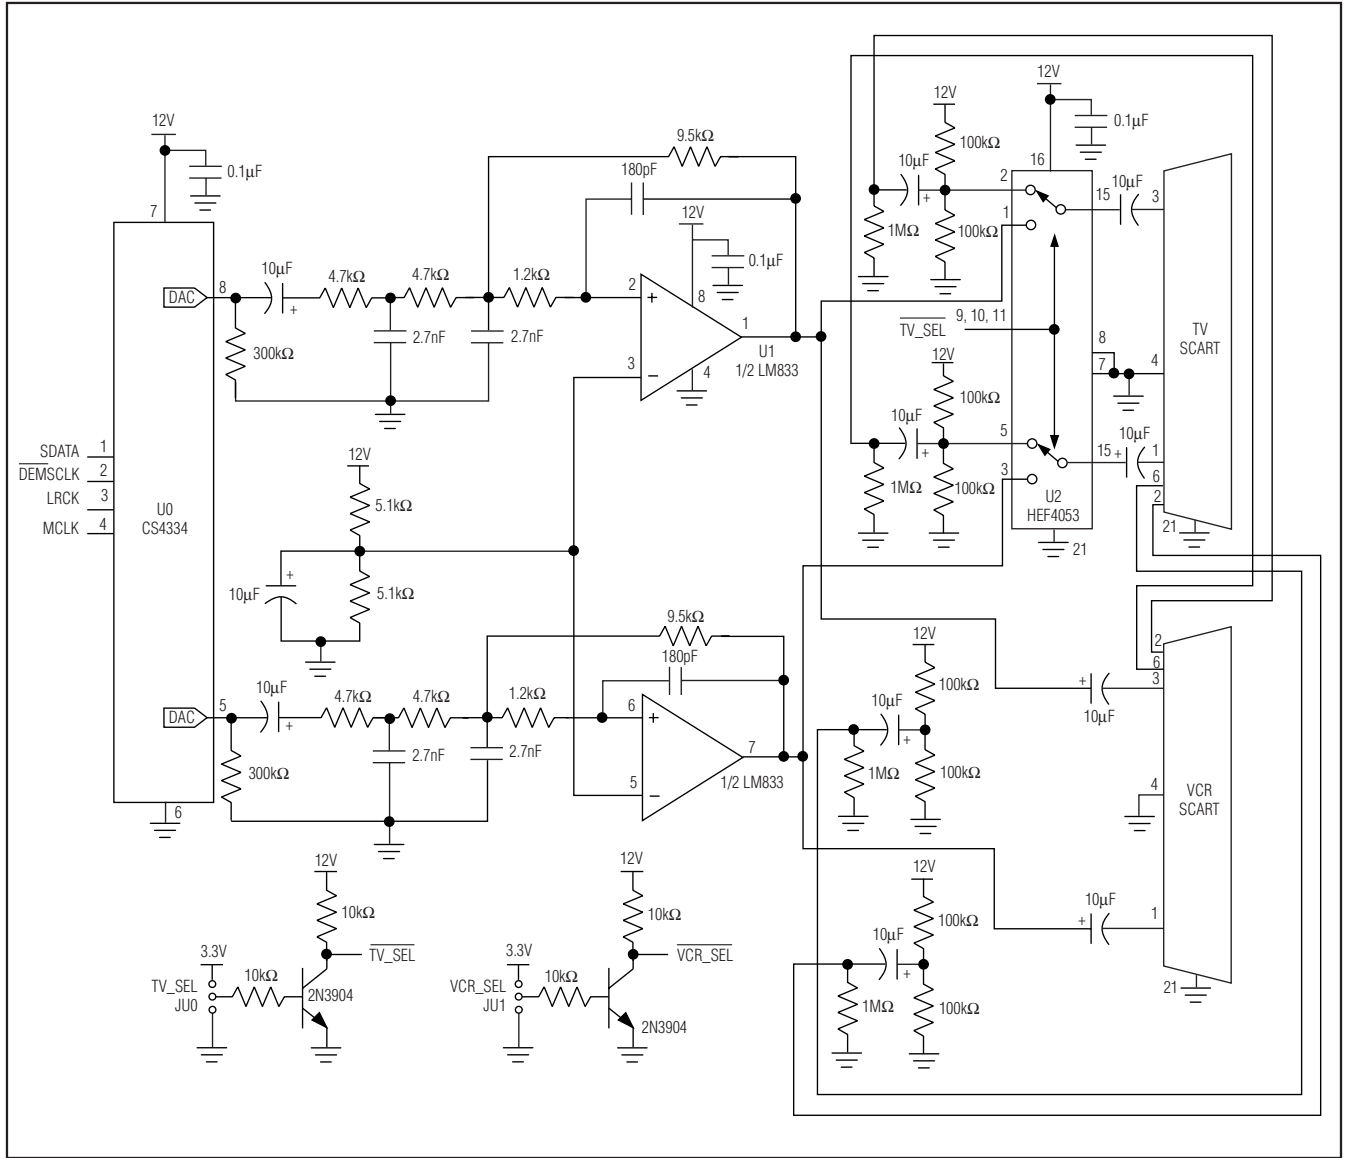 12V
0.1µF
7
9.5kΩ
180pF
12V
0.1µF
8
DAC
8
10µF
+
4.7kΩ
4.7kΩ
1.2kΩ
2
+
300kΩ
2.7nF
2.7nF
3
−
4
1
U1
1/2 LM833
SDATA 1
DEMSCLK 2
LRCK 3
MCLK 4
U0
CS4334
12V
5.1kΩ
+
10µF
5.1kΩ
9.5kΩ
180pF
DAC
5
10µF
+
4.7kΩ
4.7kΩ
1.2kΩ
6
+
300kΩ
2.7nF
2.7nF
5
−
7
1/2 LM833
6
12V
10kΩ
TV_SEL
3.3V
TV_SEL
JU0
10kΩ
2N3904
12V
10kΩ
VCR_SEL
3.3V
VCR_SEL
JU1
10kΩ
2N3904
12V
100kΩ
10µF
+
1MΩ
100kΩ
12V
0.1µF
16
2
1
15
10µF
3
TV_SEL
9, 10, 11
12V
100kΩ
10µF
+
1MΩ
100kΩ
5
3
8
7
4
TV
SCART
10µF
15
+
1
6
2
U2
HEF4053
21
21
12V
100kΩ
10µF
+
1MΩ
100kΩ
2
6
3
+
10µF
4
VCR
SCART
12V
100kΩ
10µF
+
1MΩ
100kΩ
10µF
+
1
21